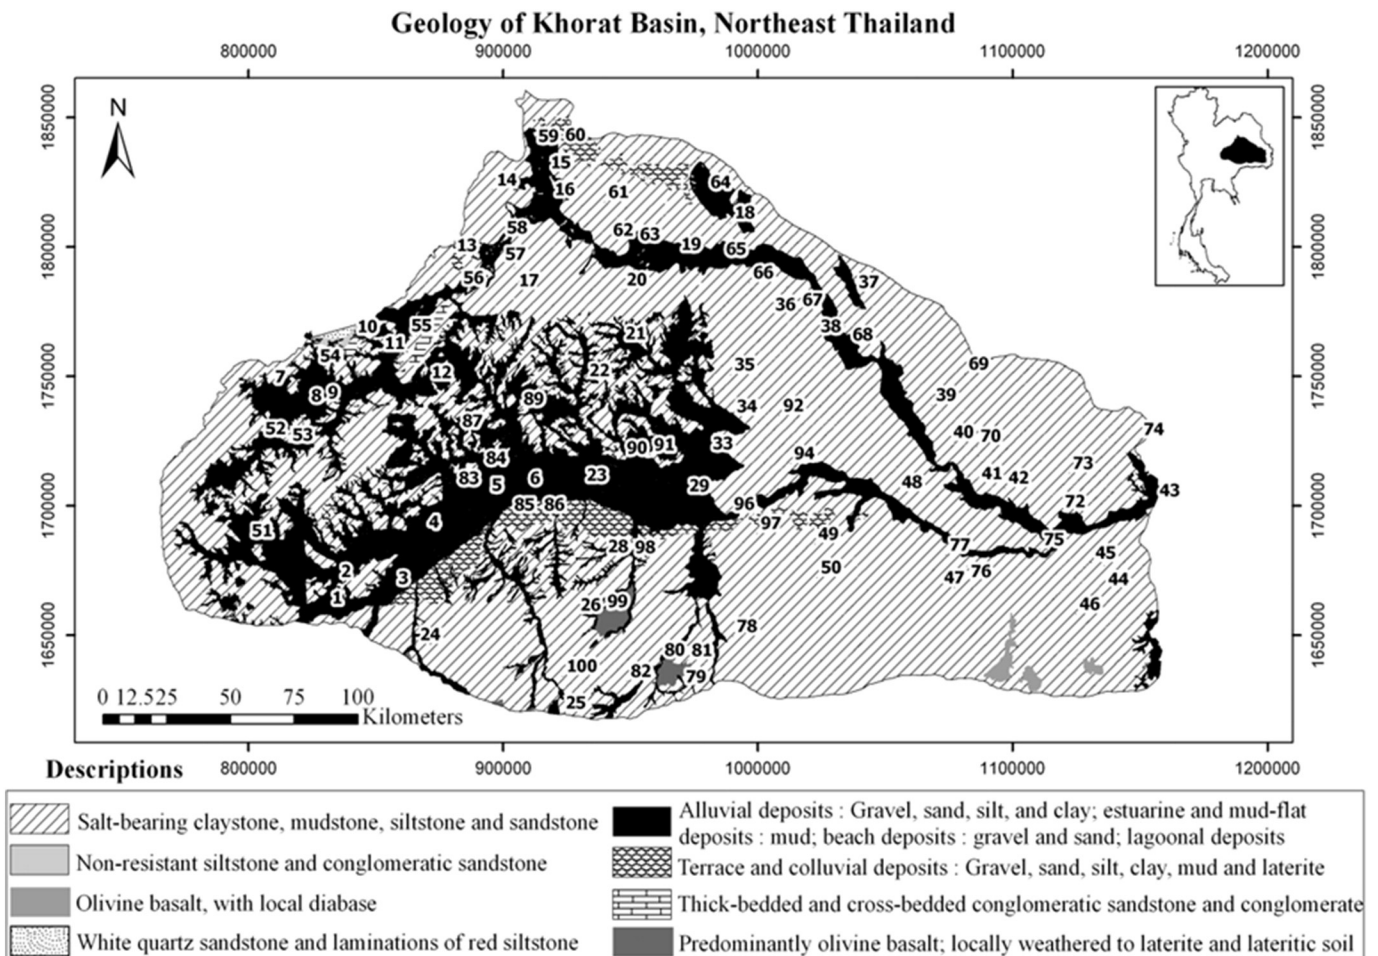 Geology of Khorat Basin, Northeast Thailand
800000 900000 1000000 1100000 1200000
1850000 1850000
N
59 60
15
14 16 61 64
18
58 62 63
13 57 19 65
1800000 1800000
56 17 20 66 37
36 67
10 55 38 68
11 21
54 35 69
7 12 22
1750000 1750000
8 9 89 39
34 92
87 74
52 53 40 70
90 91 33
84 94 73
83 5 6 23 41 42
29 48 43
85 86 96 72
1700000 1700000
4 97
51 49
28 98 77 75
45
2 50 47 76
3 44
1 26 99 46
78
24 1650000
1650000
80 81
100 82 79
25
0 12.525 50 75 100
Kilometers
800000 900000 1000000 1100000 1200000
Descriptions
Salt-bearing claystone, mudstone, siltstone and sandstone
Non-resistant siltstone and conglomeratic sandstone
Olivine basalt, with local diabase
White quartz sandstone and laminations of red siltstone
Alluvial deposits : Gravel, sand, silt, and clay; estuarine and mud-flat
deposits : mud; beach deposits : gravel and sand; lagoonal deposits
Terrace and colluvial deposits : Gravel, sand, silt, clay, mud and laterite
Thick-bedded and cross-bedded conglomeratic sandstone and conglomerate
Predominantly olivine basalt; locally weathered to laterite and lateritic soil